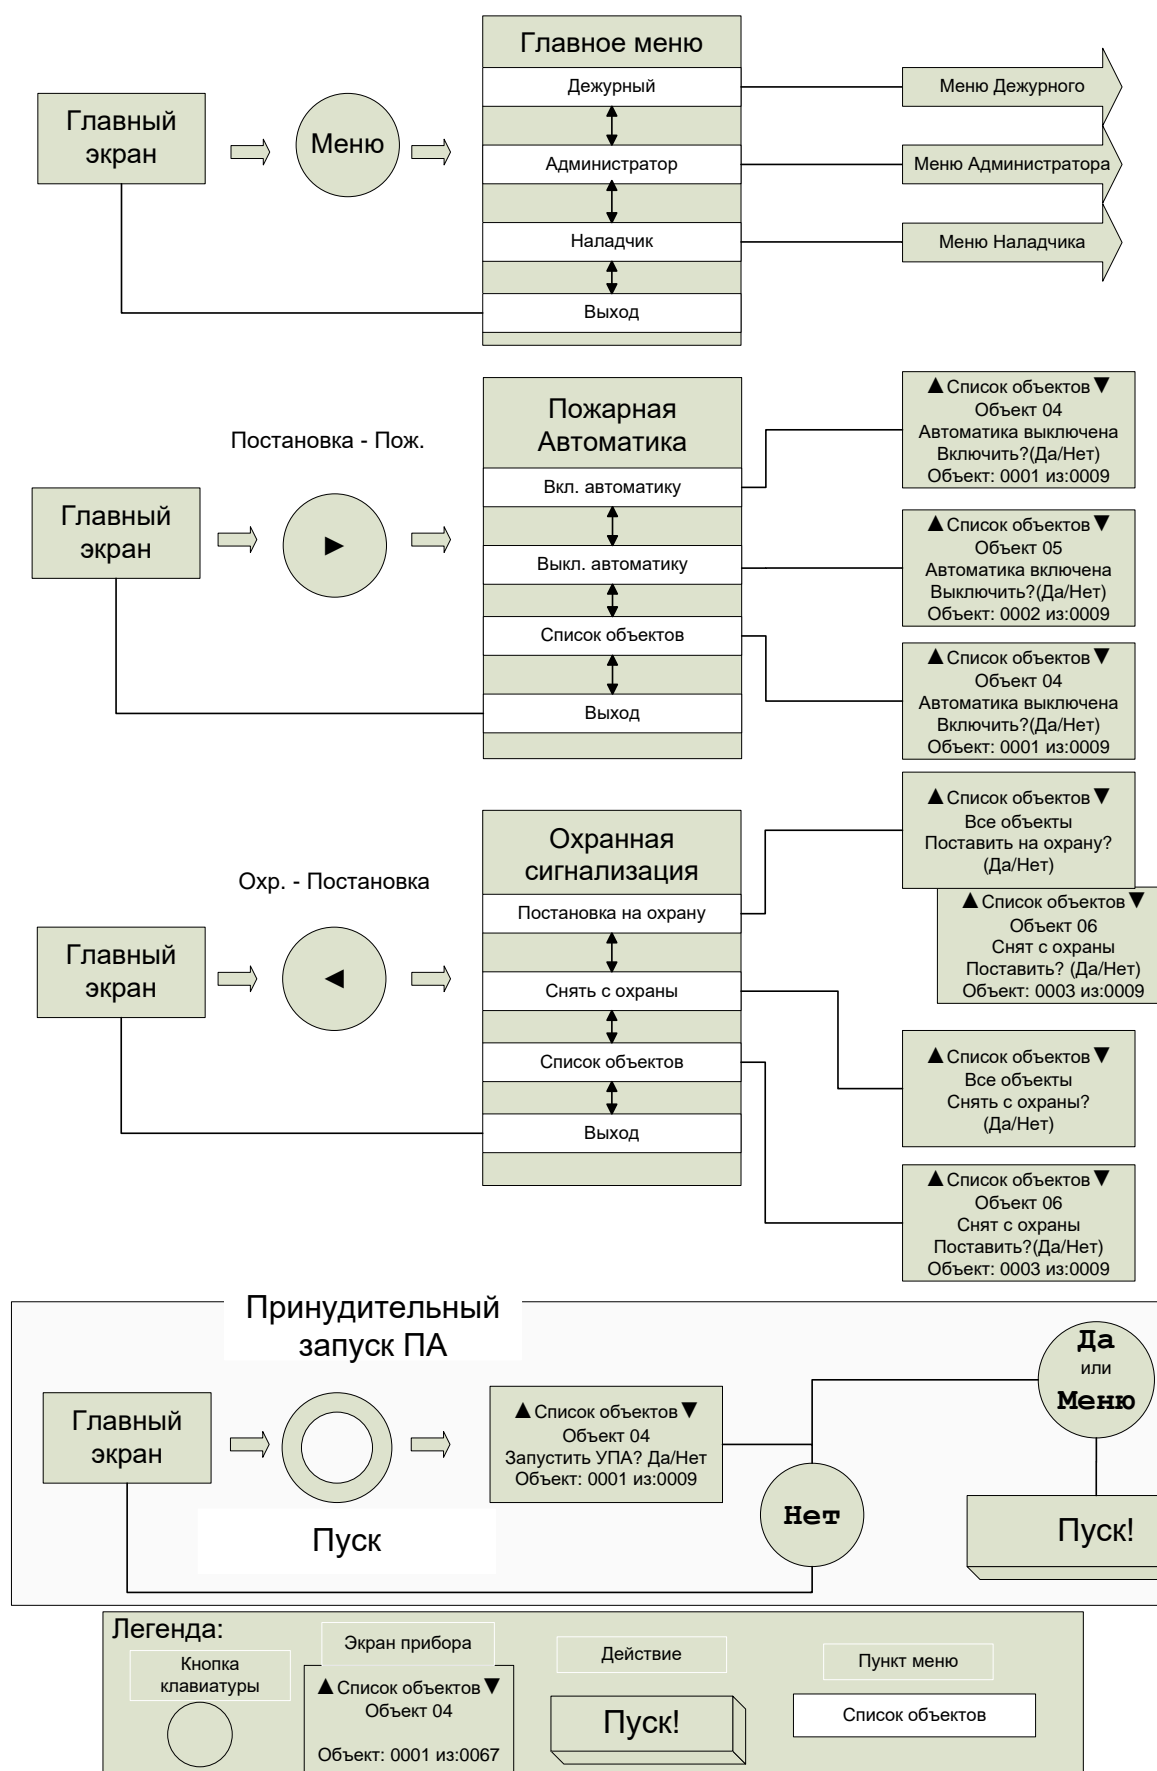 Главное меню
Дежурный
Меню Дежурного
Главный
экран
Меню
Администратор
Меню Администратора
Наладчик
Меню Наладчика
Выход
Постановка - Пож.
Главный
экран
►
Пожарная
Автоматика
Вкл. автоматику
Выкл. автоматику
Список объектов
Выход
▲Список объектов▼
Объект 04
Автоматика выключена
Включить?(Да/Нет)
Объект: 0001 из:0009
▲Список объектов▼
Объект 05
Автоматика включена
Выключить?(Да/Нет)
Объект: 0002 из:0009
▲Список объектов▼
Объект 04
Автоматика выключена
Включить?(Да/Нет)
Объект: 0001 из:0009
Охр. - Постановка
Главный
экран
◄
Охранная
сигнализация
Постановка на охрану
Снять с охраны
Список объектов
Выход
▲Список объектов▼
Все объекты
Поставить на охрану?
(Да/Нет)
▲Список объектов▼
Объект 06
Снят с охраны
Поставить? (Да/Нет)
Объект: 0003 из:0009
▲Список объектов▼
Все объекты
Снять с охраны?
(Да/Нет)
▲Список объектов▼
Объект 06
Снят с охраны
Поставить?(Да/Нет)
Объект: 0003 из:0009
Принудительный
запуск ПА
Главный
экран
Пуск
▲Список объектов▼
Объект 04
Запустить УПА? Да/Нет
Объект: 0001 из:0009
Нет
Да
или
Меню
Пуск!
Легенда:
Кнопка
клавиатуры
Экран прибора
▲Список объектов▼
Объект 04
Объект: 0001 из:0067
Действие
Пуск!
Пункт меню
Список объектов